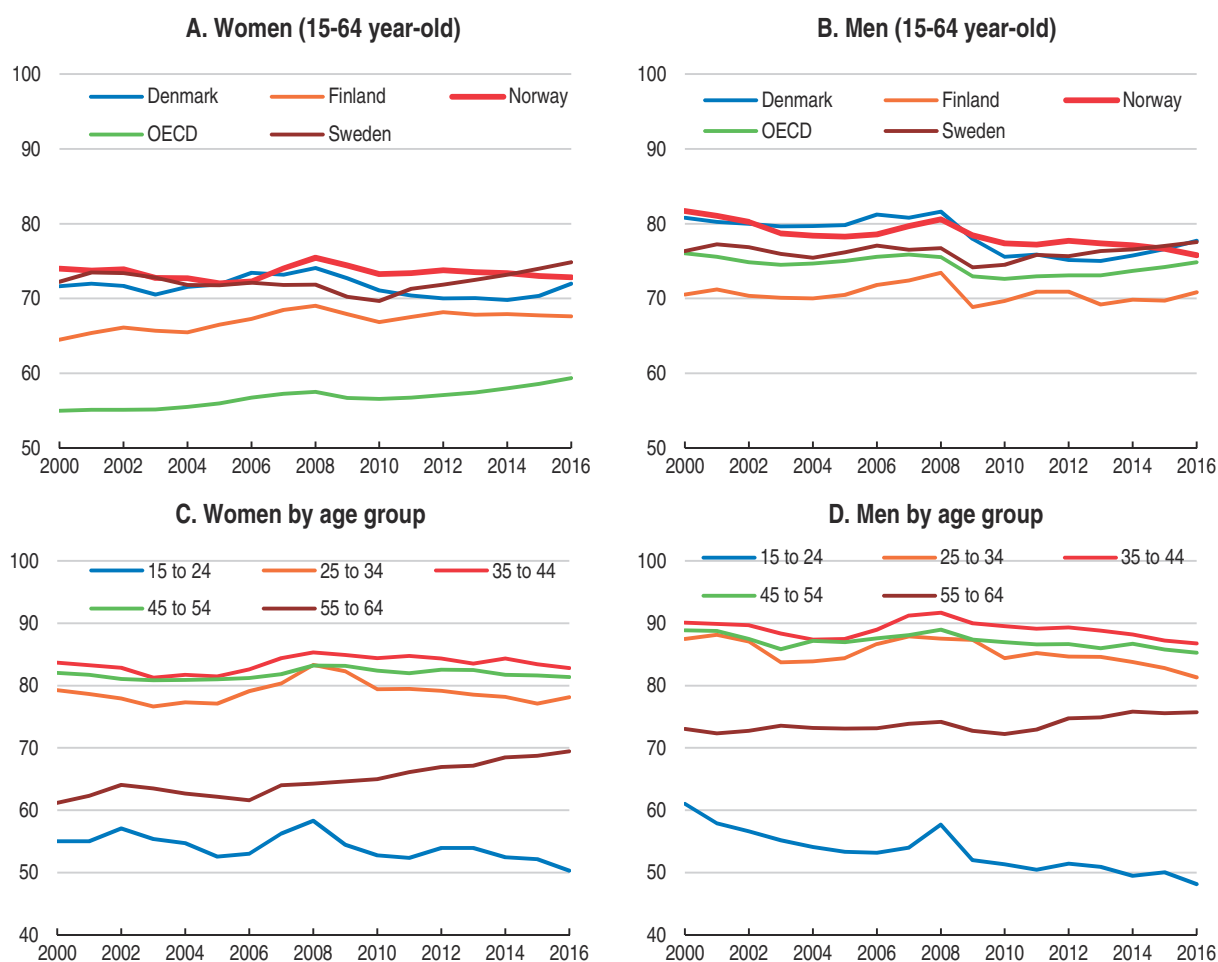 A. Women (15-64 year-old)
100
Denmark Finland Norway
OECD Sweden
90
80
70
60
50
2000 2002 2004 2006 2008 2010 2012 2014 2016
B. Men (15-64 year-old)
100
Denmark Finland Norway
OECD Sweden
90
80
70
60
50
2000 2002 2004 2006 2008 2010 2012 2014 2016
C. Women by age group
100
15 to 24 25 to 34 35 to 44
45 to 54 55 to 64
90
80
70
60
50
40
2000 2002 2004 2006 2008 2010 2012 2014 2016
D. Men by age group
100
15 to 24 25 to 34 35 to 44
45 to 54 55 to 64
90
80
70
60
50
40
2000 2002 2004 2006 2008 2010 2012 2014 2016